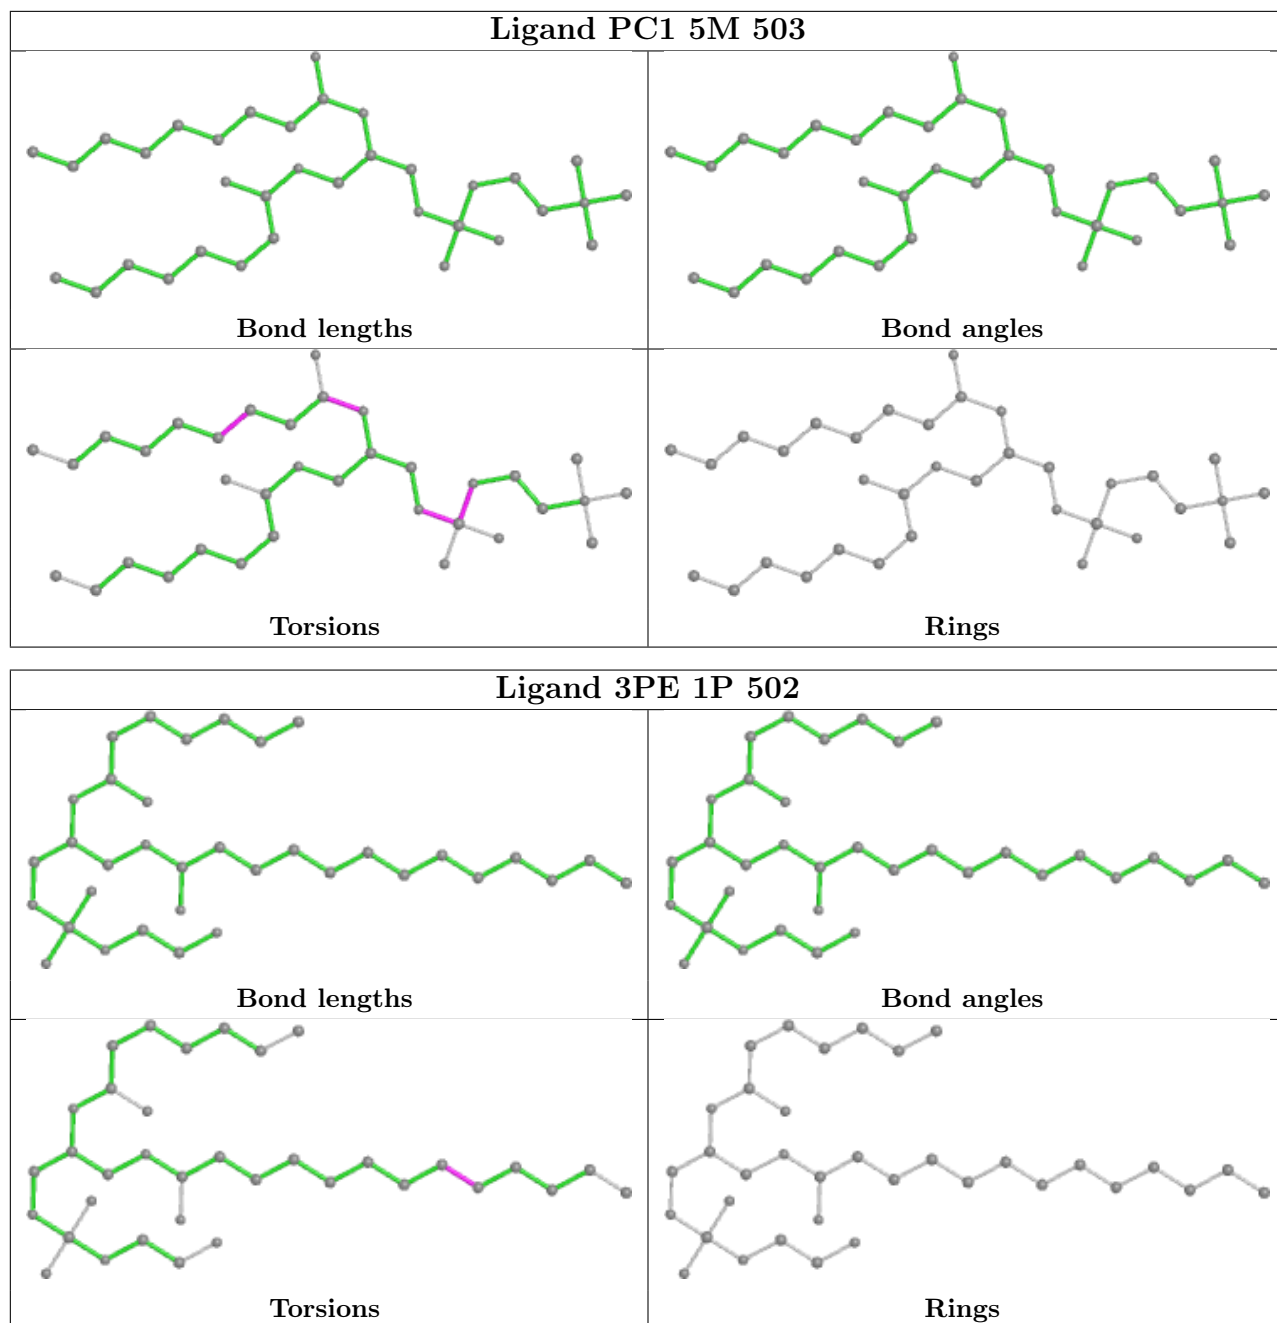 Ligand PC1 5M 503
Bond lengths
Bond angles
Torsions
Rings
Ligand 3PE 1P 502
Bond lengths
Bond angles
Torsions
Rings